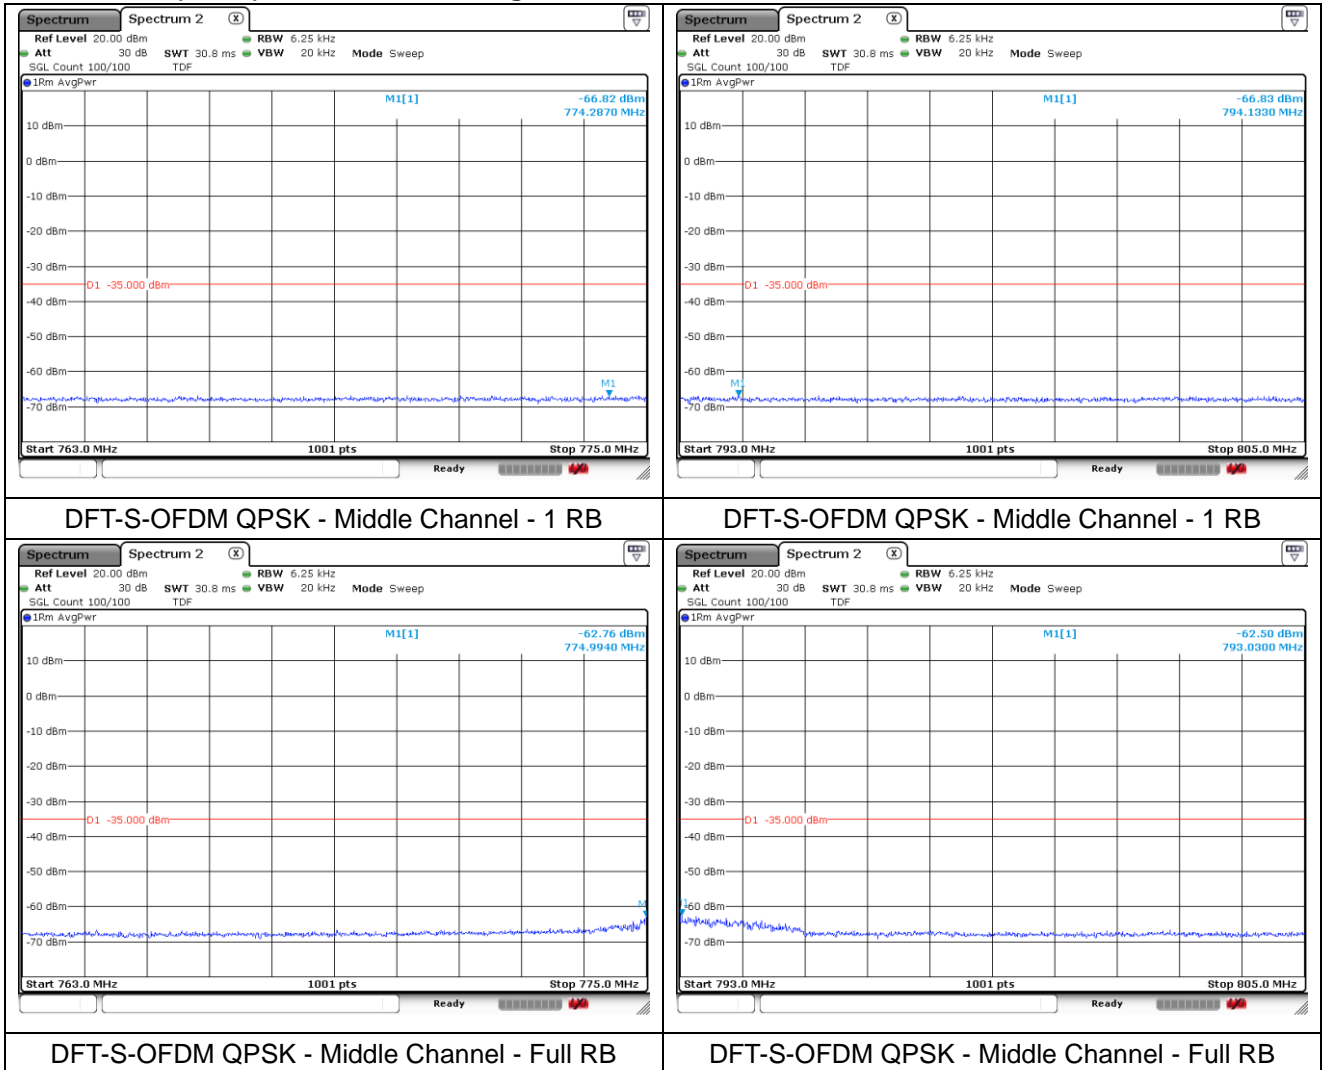 Spectrum Spectrum 2 X
Ref Level 20.00 dBm RBW 6.25 kHz
Att 30 dB SWT 30.8 ms VBW 20 kHz Mode Sweep
SGL Count 100/100 TDF
1Rm AvgPwr
M1[1] -66.82 dBm
774.2870 MHz
10 dBm
0 dBm
-10 dBm
-20 dBm
-30 dBm
D1 -35.000 dBm
-40 dBm
-50 dBm
-60 dBm
M1
-70 dBm
Start 763.0 MHz 1001 pts Stop 775.0 MHz
Ready
Spectrum Spectrum 2 X
Ref Level 20.00 dBm RBW 6.25 kHz
Att 30 dB SWT 30.8 ms VBW 20 kHz Mode Sweep
SGL Count 100/100 TDF
1Rm AvgPwr
M1[1] -66.83 dBm
794.1330 MHz
10 dBm
0 dBm
-10 dBm
-20 dBm
-30 dBm
D1 -35.000 dBm
-40 dBm
-50 dBm
-60 dBm
M1
-70 dBm
Start 793.0 MHz 1001 pts Stop 805.0 MHz
Ready
DFT-S-OFDM QPSK - Middle Channel - 1 RB
DFT-S-OFDM QPSK - Middle Channel - 1 RB
Spectrum Spectrum 2 X
Ref Level 20.00 dBm RBW 6.25 kHz
Att 30 dB SWT 30.8 ms VBW 20 kHz Mode Sweep
SGL Count 100/100 TDF
1Rm AvgPwr
M1[1] -62.76 dBm
774.9940 MHz
10 dBm
0 dBm
-10 dBm
-20 dBm
-30 dBm
D1 -35.000 dBm
-40 dBm
-50 dBm
-60 dBm
-70 dBm
Start 763.0 MHz 1001 pts Stop 775.0 MHz
Ready
Spectrum Spectrum 2 X
Ref Level 20.00 dBm RBW 6.25 kHz
Att 30 dB SWT 30.8 ms VBW 20 kHz Mode Sweep
SGL Count 100/100 TDF
1Rm AvgPwr
M1[1] -62.50 dBm
793.0300 MHz
10 dBm
0 dBm
-10 dBm
-20 dBm
-30 dBm
D1 -35.000 dBm
-40 dBm
-50 dBm
-60 dBm
-70 dBm
Start 793.0 MHz 1001 pts Stop 805.0 MHz
Ready
DFT-S-OFDM QPSK - Middle Channel - Full RB
DFT-S-OFDM QPSK - Middle Channel - Full RB